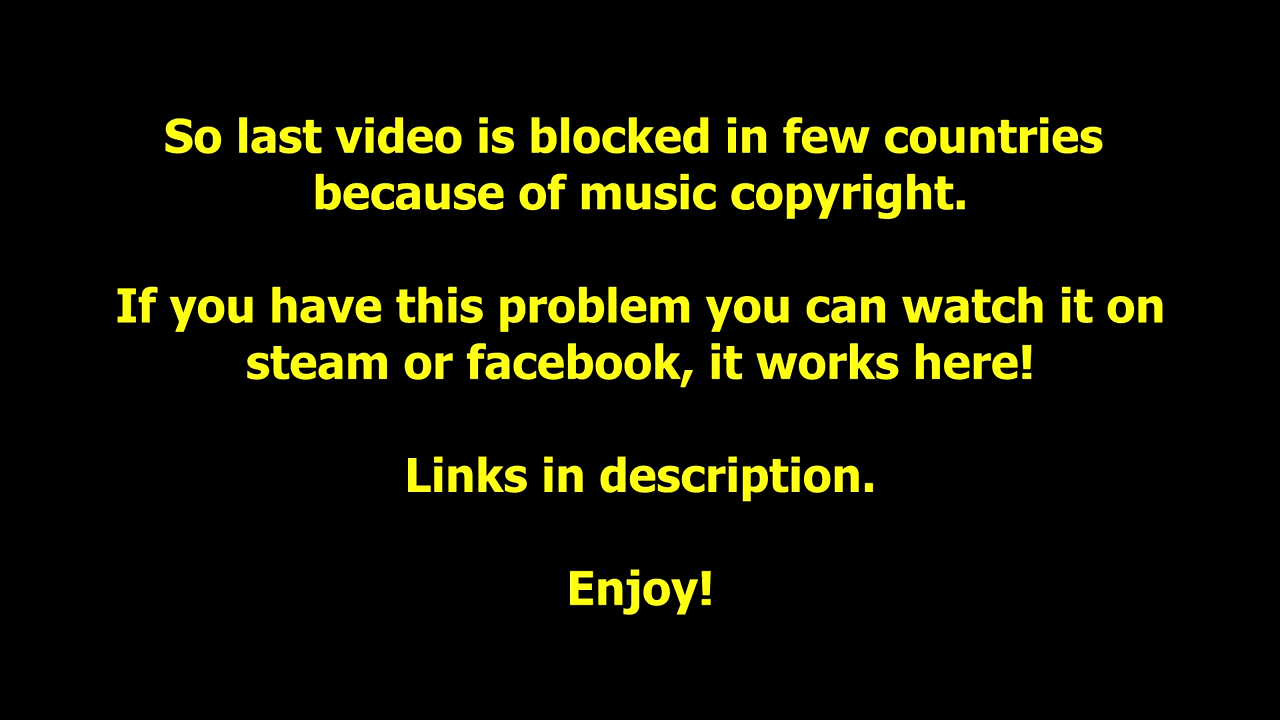 So last video is blocked in few countries
because of music copyright.
If you have this problem you can watch it on
steam or facebook, it works here!
Links in description.
Enjoy!